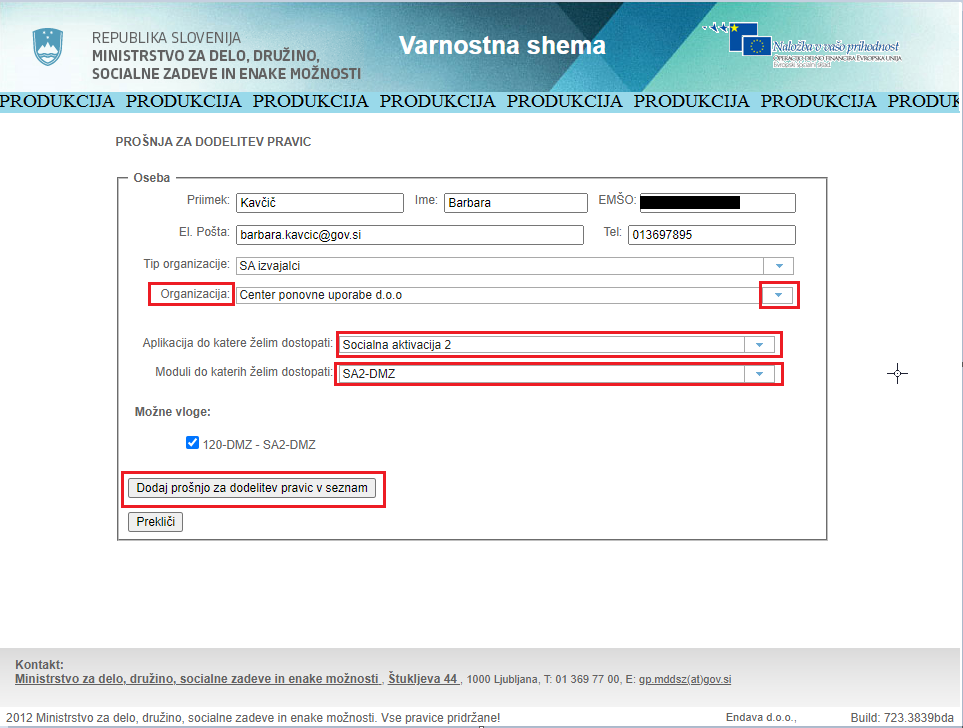 REPUBLIKA SLOVENIJA
MINISTRSTVO ZA DELO, DRUŽINO,
SOCIALNE ZADEVE IN ENAKE MOŽNOSTI
Varnostna shema
Naložba v vašo prihodnost
OPERACIJO DELNO FINANCIRA EVROPSKA UNIJA
Evropski socialni sklad
PRODUKCIJA PRODUKCIJA PRODUKCIJA PRODUKCIJA PRODUKCIJA PRODUKCIJA PRODUKCIJA PRODUK
PROŠNJA ZA DODELITEV PRAVIC
Oseba
Priimek: Kavčič Ime: Barbara EMŠO:
El. Pošta: barbara.kavcic@gov.si Tel: 013697895
Tip organizacije: SA izvajalci
Organizacija: Center ponovne uporabe d.o.o
Aplikacija do katere želim dostopati: Socialna aktivacija 2
Moduli do katerih želim dostopati: SA2-DMZ
Možne vloge:
120-DMZ - SA2-DMZ
Dodaj prošnjo za dodelitev pravic v seznam
Prekliči
Kontakt:
Ministrstvo za delo, družino, socialne zadeve in enake možnosti , Štukljeva 44 , 1000 Ljubljana, T: 01 369 77 00, E: gp.mddsz(at)gov.si
2012 Ministrstvo za delo, družino, socialne zadeve in enake možnosti. Vse pravice pridržane! Endava d.o.o., Build: 723.3839bda